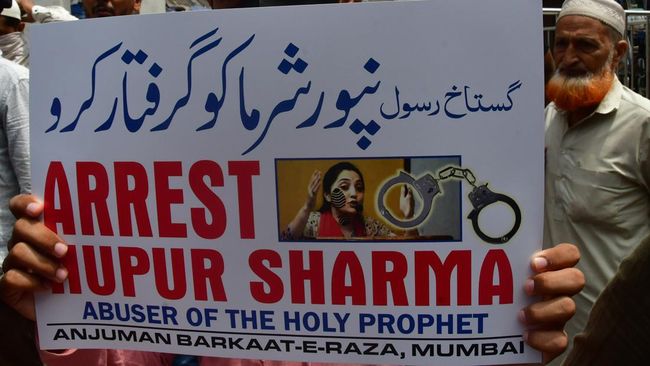 گستاخ رسول نپور شرما کو گرفتار کرو
ARREST
NUPUR SHARMA
ABUSER OF THE HOLY PROPHET
ANJUMAN BARKAAT-E-RAZA, MUMBAI